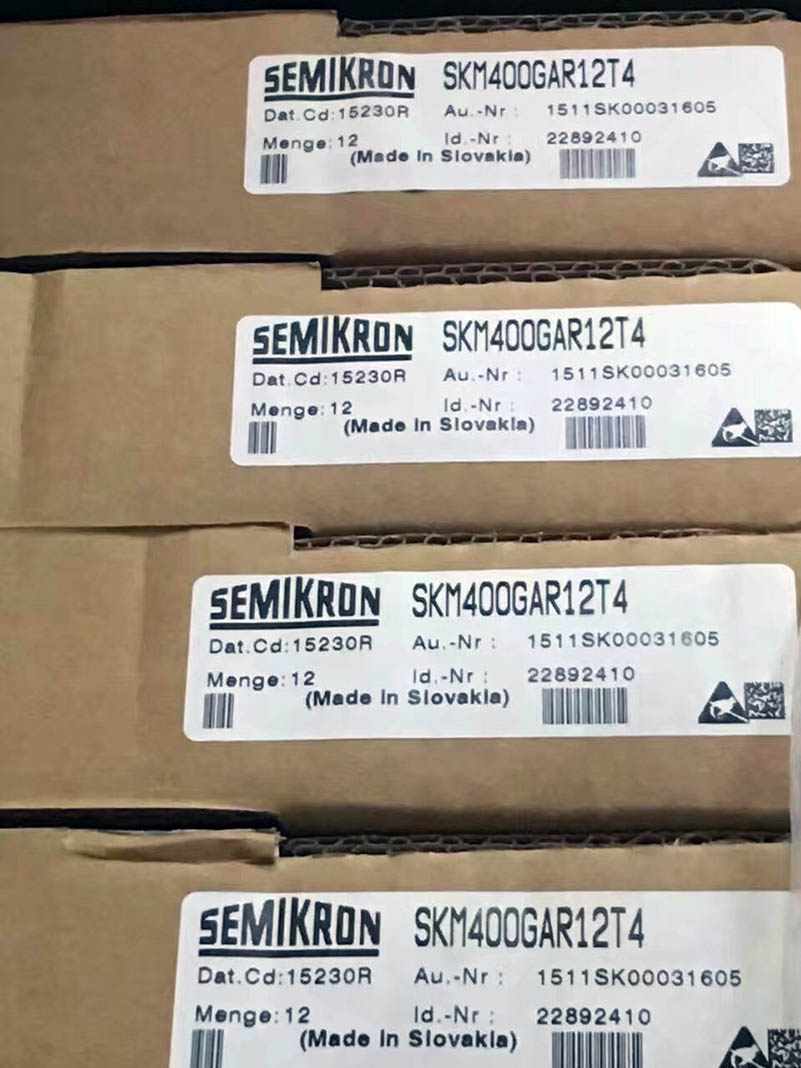 SEMIKRON SKM400GAR12T4
Dat.Cd:15230R Au.-Nr : 1511SK00031605
Menge:12 Id.-Nr : 22892410
(Made in Slovakia)
SEMIKRON SKM400GAR12T4
Dat.Cd:15230R Au.-Nr : 1511SK00031605
Menge:12 Id.-Nr : 22892410
(Made in Slovakia)
SEMIKRON SKM400GAR12T4
Dat.Cd:15230R Au.-Nr : 1511SK00031605
Menge:12 Id.-Nr : 22892410
(Made in Slovakia)
SEMIKRON SKM400GAR12T4
Dat.Cd:15230R Au.-Nr : 1511SK00031605
Menge:12 Id.-Nr : 22892410
(Made in Slovakia)